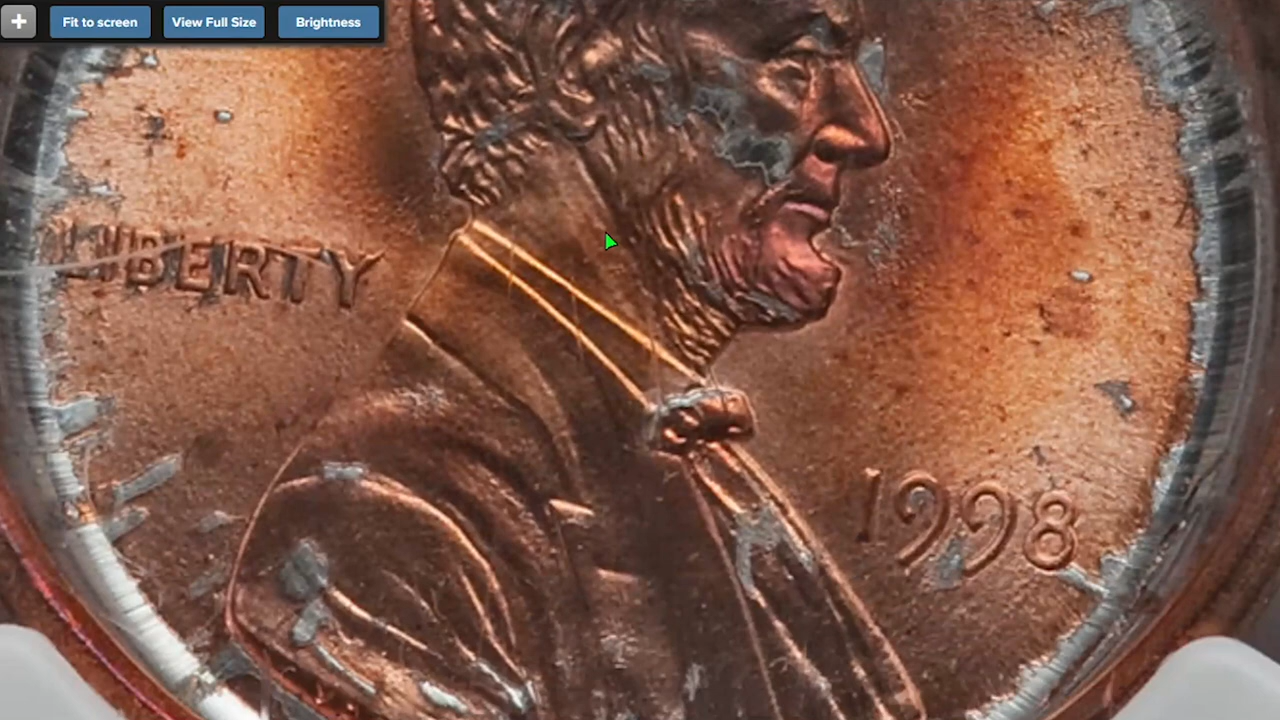 +
Fit to screen
View Full Size
Brightness
LIBERTY
1998